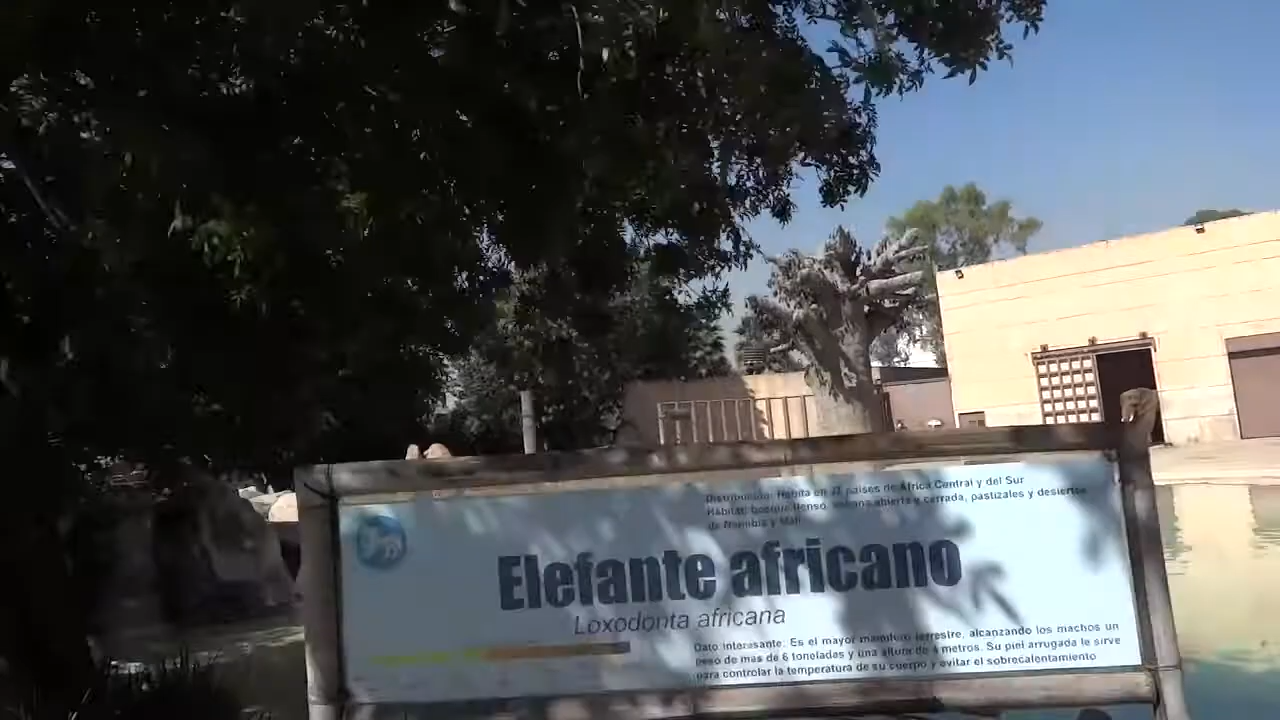 Distribución: Habita en 37 países de África Central y del Sur
Hábitat: bosque denso, sabana abierta y cerrada, pastizales y desiertos
de Namibia y Mali
Elefante africano
Loxodonta africana
Dato interesante: Es el mayor mamífero terrestre, alcanzando los machos un
peso de mas de 6 toneladas y una altura de 4 metros. Su piel arrugada le sirve
para controlar la temperatura de su cuerpo y evitar el sobrecalentamiento